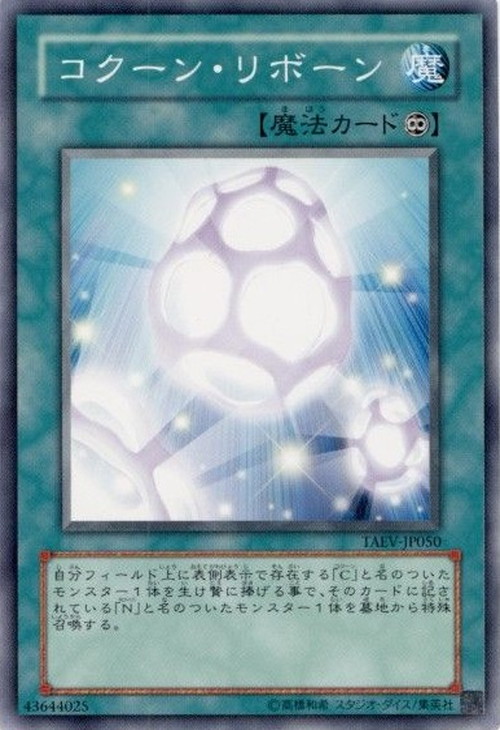 コクーン・リボーン
魔
【魔法カード∞】
TAEV-JP050
自分フィールド上に表側表示で存在する「C」と名のついた
モンスター1体を生け贄に捧げる事で、そのカードに記さ
れている「N」と名のついたモンスター1体を墓地から特殊
召喚する。
43644025
©高橋和希 スタジオ・ダイス/集英社